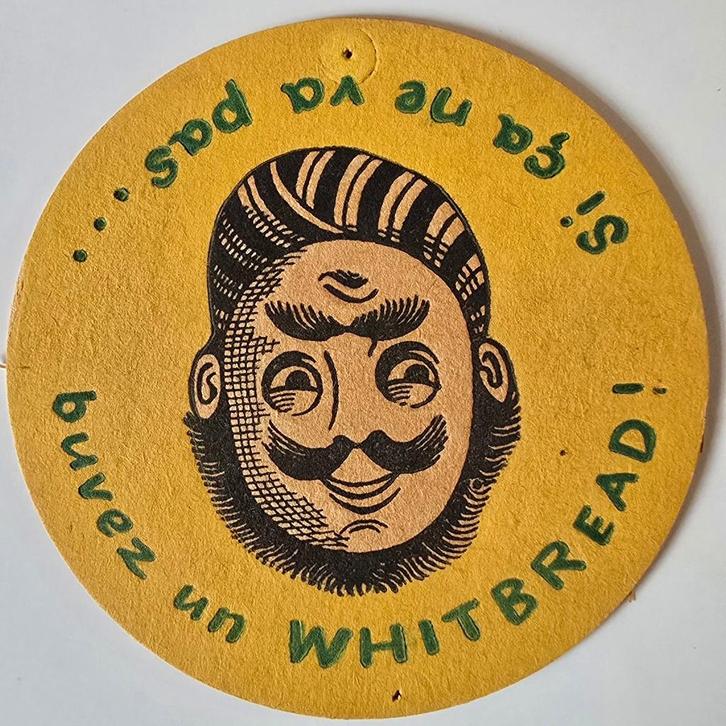 Si ça ne va pas....
buvez un WHITBREAD!